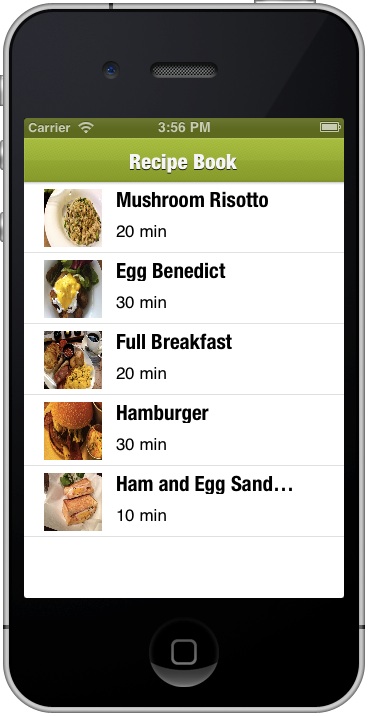 Carrier 3:56 PM
Recipe Book
Mushroom Risotto
20 min
Egg Benedict
30 min
Full Breakfast
20 min
Hamburger
30 min
Ham and Egg Sand...
10 min